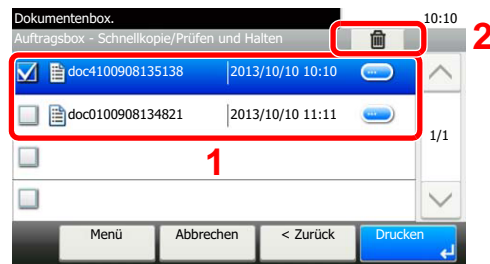 Dokumentenbox. 10:10
Auftragsbox - Schnellkopie/Prüfen und Halten
2
doc4100908135138 2013/10/10 10:10
doc0100908134821 2013/10/10 11:11
1/1
1
Menü Abbrechen < Zurück Drucken